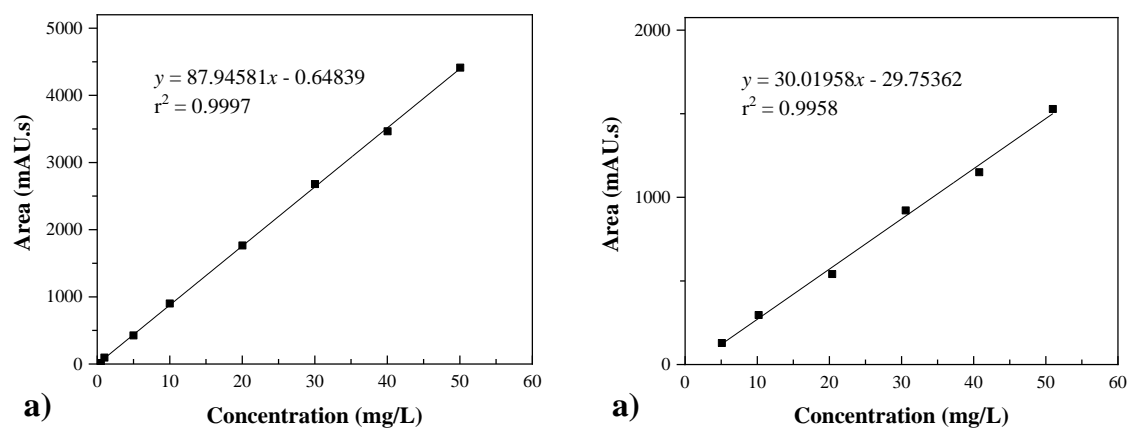 5000
4000
3000
2000
1000
0
Area (mAU.s)
y = 87.94581x - 0.64839
r² = 0.9997
0 10 20 30 40 50 60
Concentration (mg/L)
a)
2000
1000
0
Area (mAU.s)
y = 30.01958x - 29.75362
r² = 0.9958
0 10 20 30 40 50 60
Concentration (mg/L)
a)